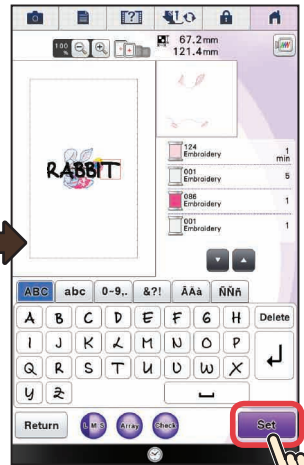 100%
67.2mm
121.4mm
RABBIT
124
Embroidery
1
min
001
Embroidery
5
086
Embroidery
1
001
Embroidery
1
ABC abc 0~9,. &?! ÄÀà ÑÑñ
A B C D E F G H Delete
I J K L M N O P
Q R S T U V W X
Y Z
Return L M S Array Check Set